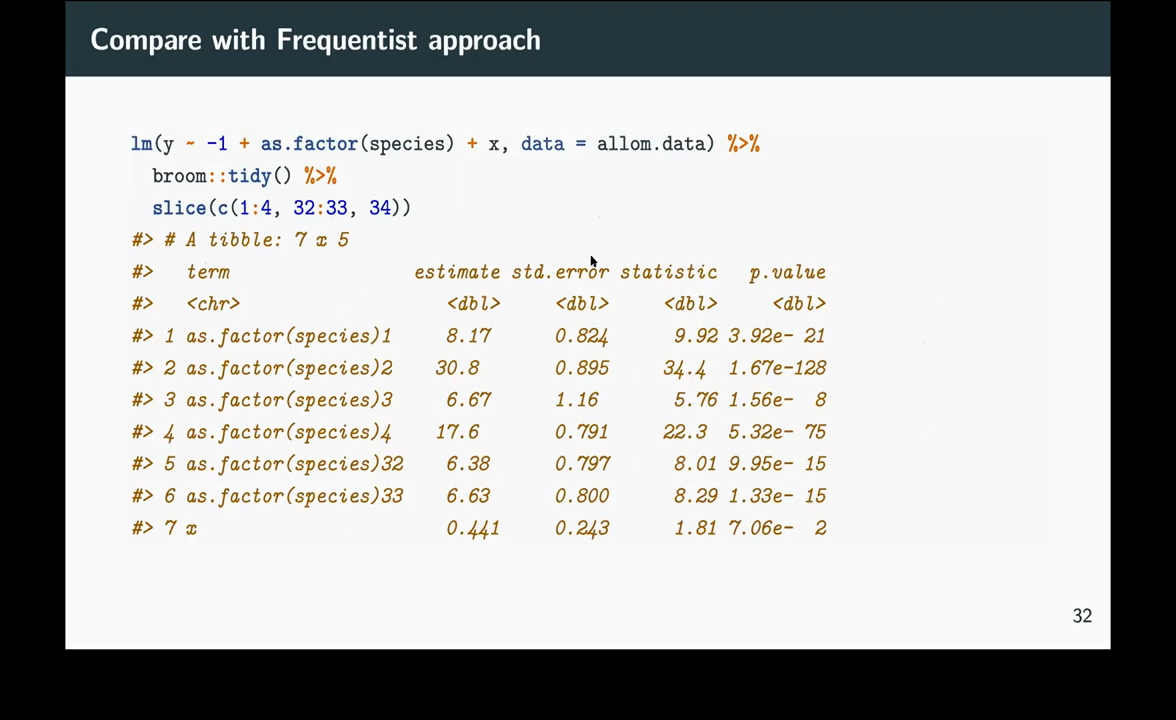 Compare with Frequentist approach
lm(y ~ -1 + as.factor(species) + x, data = allom.data) %>%
  broom::tidy() %>%
  slice(c(1:4, 32:33, 34))
#> # A tibble: 7 x 5
#>   term                 estimate std.error statistic   p.value
#>   <chr>                   <dbl>     <dbl>     <dbl>     <dbl>
#> 1 as.factor(species)1     8.17      0.824      9.92 3.92e- 21
#> 2 as.factor(species)2    30.8       0.895     34.4  1.67e-128
#> 3 as.factor(species)3     6.67      1.16       5.76 1.56e-  8
#> 4 as.factor(species)4    17.6       0.791     22.3  5.32e- 75
#> 5 as.factor(species)32    6.38      0.797      8.01 9.95e- 15
#> 6 as.factor(species)33    6.63      0.800      8.29 1.33e- 15
#> 7 x                       0.441     0.243      1.81 7.06e-  2
32